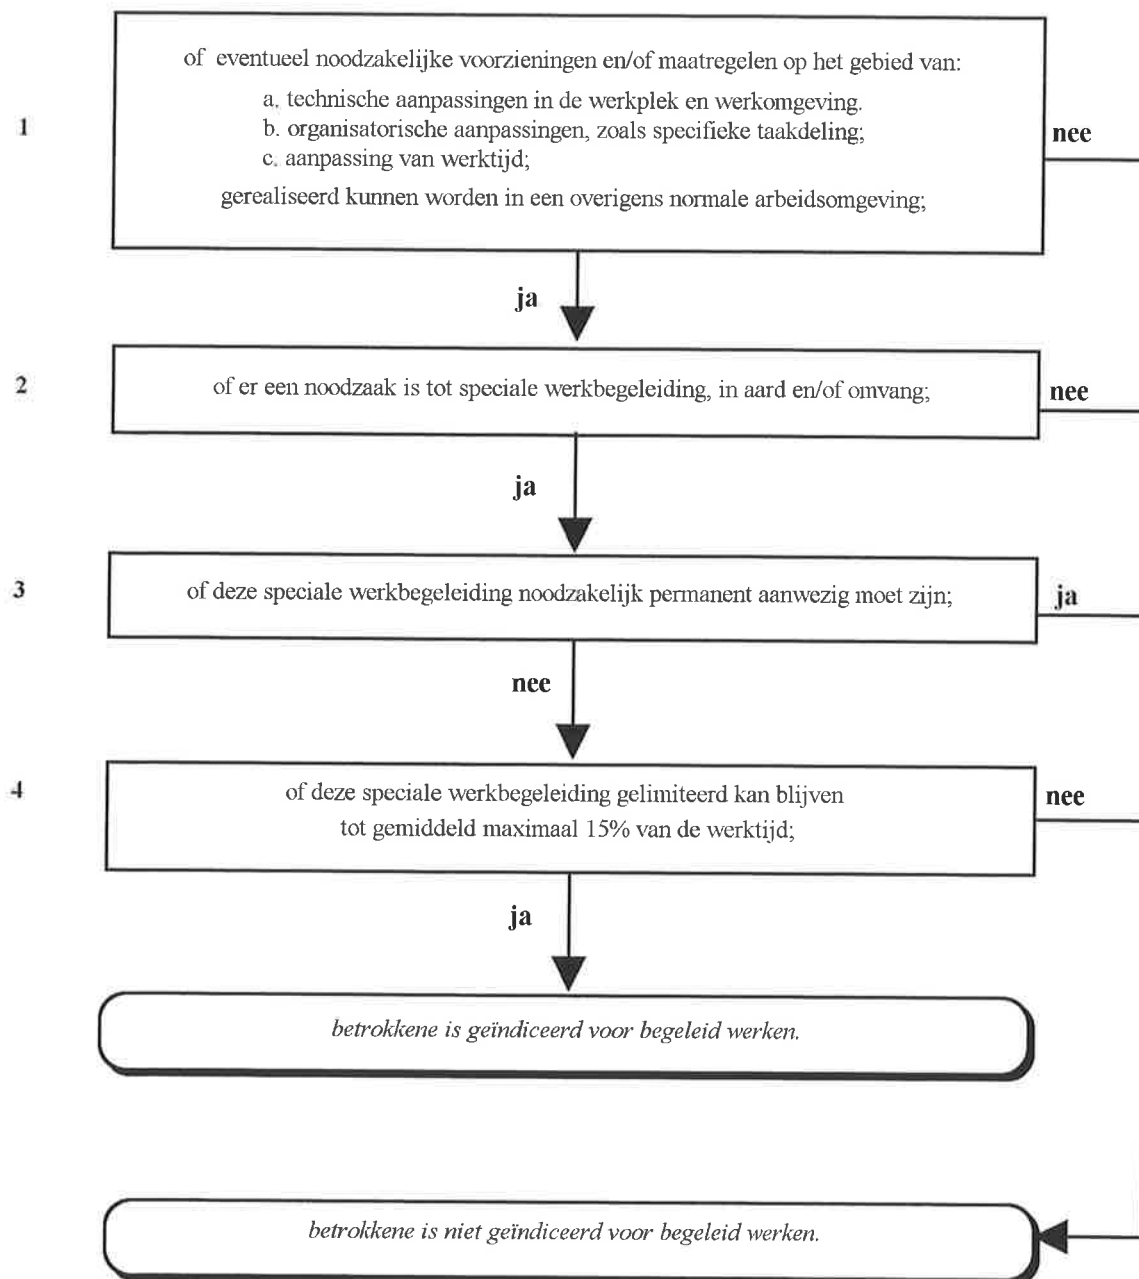 of eventueel noodzakelijke voorzieningen en/of maatregelen op het gebied van:
a. technische aanpassingen in de werkplek en werkomgeving.
1
b. organisatorische aanpassingen, zoals specifieke taakdeling;
nee
c. aanpassing van werktijd;
gerealiseerd kunnen worden in een overigens normale arbeidsomgeving;
ja
2
of er een noodzaak is tot speciale werkbegeleiding, in aard en/of omvang;
nee
ja
3
of deze speciale werkbegeleiding noodzakelijk permanent aanwezig moet zijn;
ja
nee
4
of deze speciale werkbegeleiding gelimiteerd kan blijven
nee
tot gemiddeld maximaal 15% van de werktijd;
ja
betrokkene is geïndiceerd voor begeleid werken.
betrokkene is niet geïndiceerd voor begeleid werken.